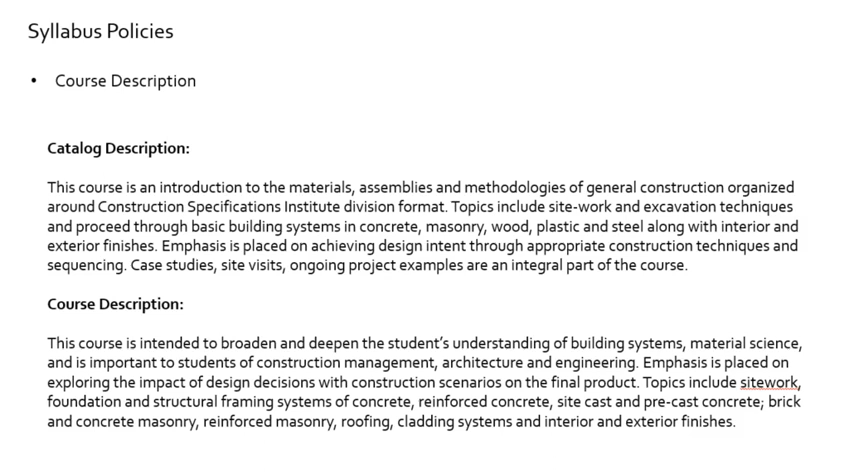 Syllabus Policies
• Course Description
Catalog Description:
This course is an introduction to the materials, assemblies and methodologies of general construction organized
around Construction Specifications Institute division format. Topics include site-work and excavation techniques
and proceed through basic building systems in concrete, masonry, wood, plastic and steel along with interior and
exterior finishes. Emphasis is placed on achieving design intent through appropriate construction techniques and
sequencing. Case studies, site visits, ongoing project examples are an integral part of the course.
Course Description:
This course is intended to broaden and deepen the student’s understanding of building systems, material science,
and is important to students of construction management, architecture and engineering. Emphasis is placed on
exploring the impact of design decisions with construction scenarios on the final product. Topics include sitework,
foundation and structural framing systems of concrete, reinforced concrete, site cast and pre-cast concrete; brick
and concrete masonry, reinforced masonry, roofing, cladding systems and interior and exterior finishes.